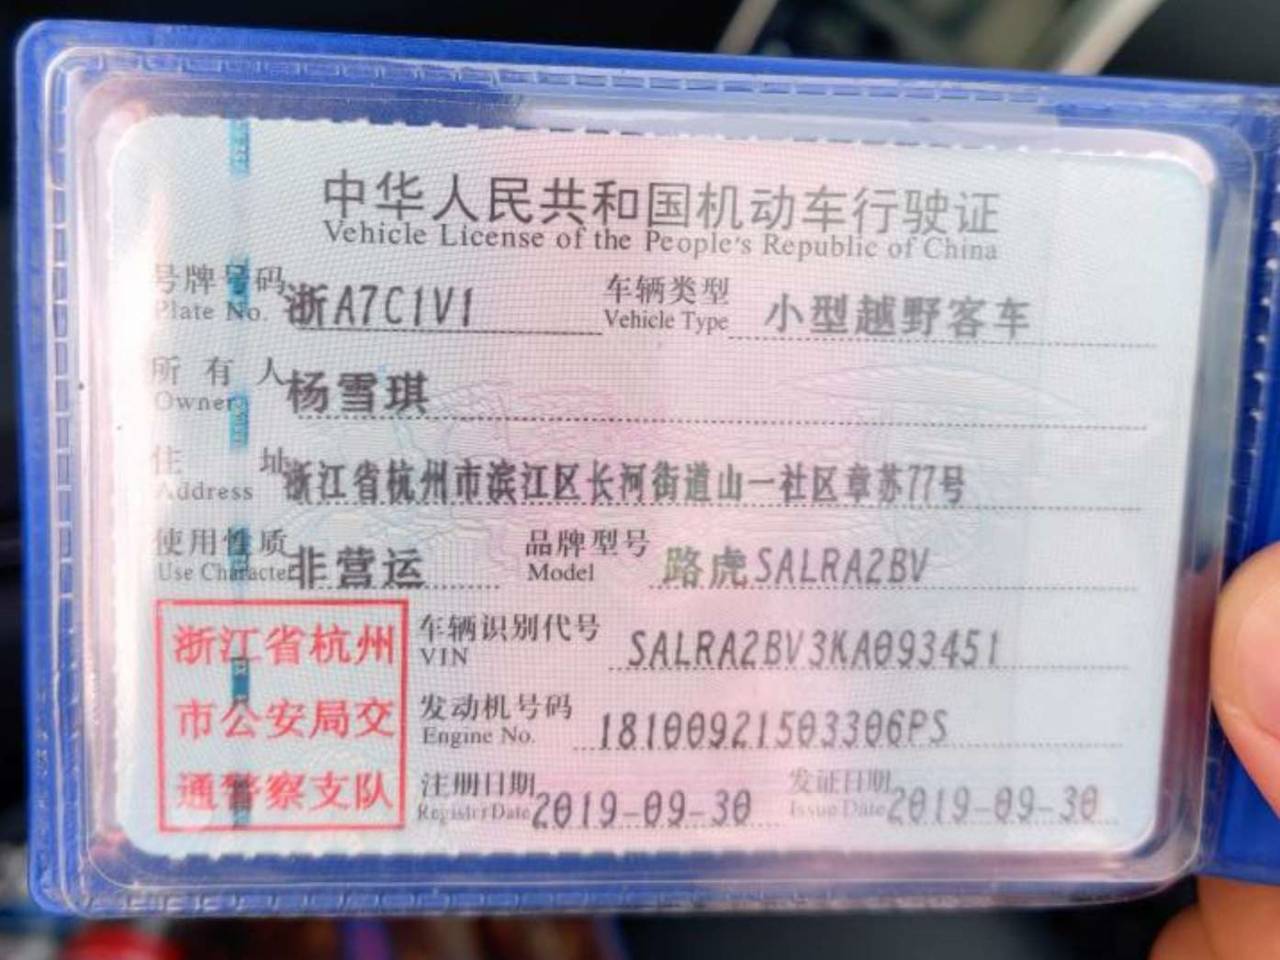 中华人民共和国机动车行驶证
Vehicle License of the People's Republic of China
号牌号码 浙A7C1V1 车辆类型 小型越野客车
Plate No. Vehicle Type
所有人 杨雪琪
Owner
住址 浙江省杭州市滨江区长河街道山一社区章苏77号
Address
使用性质 非营运 品牌型号 路虎SALRA2BV
Use Character Model
浙江省杭州
市公安局交
通警察支队
车辆识别代号 SALRA2BV3KA093451
VIN
发动机号码 18100921503306PS
Engine No.
注册日期 2019-09-30 发证日期 2019-09-30
Register Date Issue Date